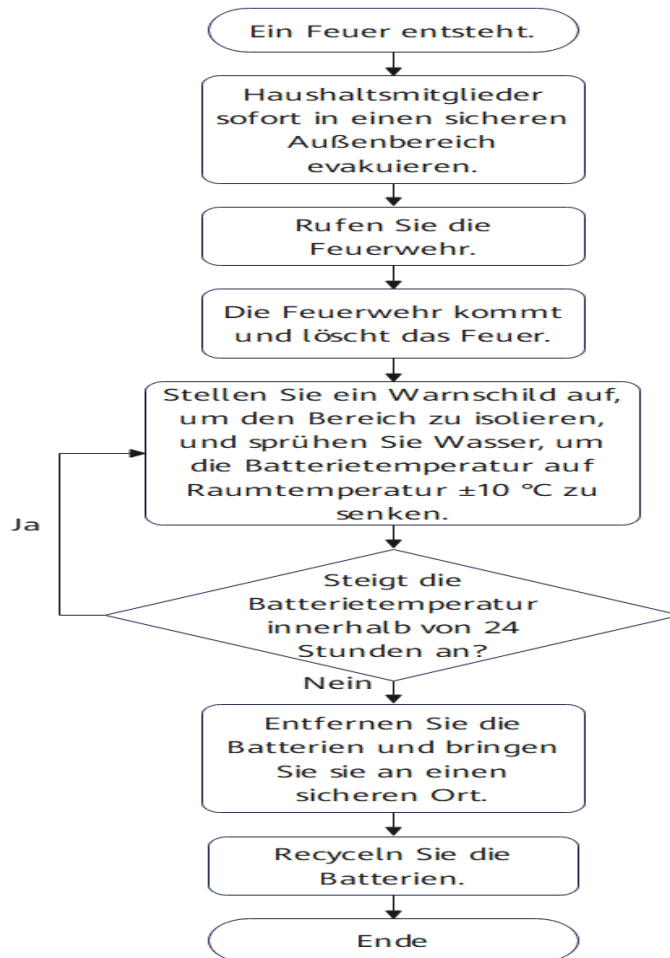 Ein Feuer entsteht.
Haushaltsmitglieder
sofort in einen sicheren
Außenbereich
evakuieren.
Rufen Sie die
Feuerwehr.
Die Feuerwehr kommt
und löscht das Feuer.
Stellen Sie ein Warnschild auf,
um den Bereich zu isolieren,
und sprühen Sie Wasser, um
die Batterietemperatur auf
Raumtemperatur ±10 °C zu
senken.
Ja
Steigt die
Batterietemperatur
innerhalb von 24
Stunden an?
Nein
Entfernen Sie die
Batterien und bringen
Sie sie an einen
sicheren Ort.
Recyceln Sie die
Batterien.
Ende